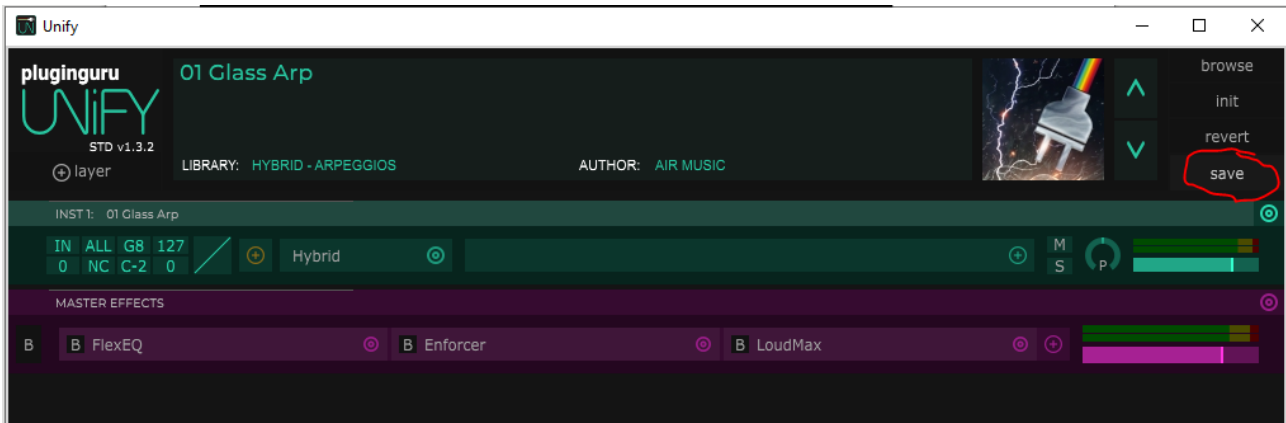 Unify
pluginguru
UNiFY
STD v1.3.2
layer
01 Glass Arp
LIBRARY: HYBRID - ARPEGGIOS AUTHOR: AIR MUSIC
browse
init
revert
save
INST 1: 01 Glass Arp
IN ALL G8 127
0 NC C-2 0
Hybrid
M
S
P
MASTER EFFECTS
B B FlexEQ B Enforcer B LoudMax